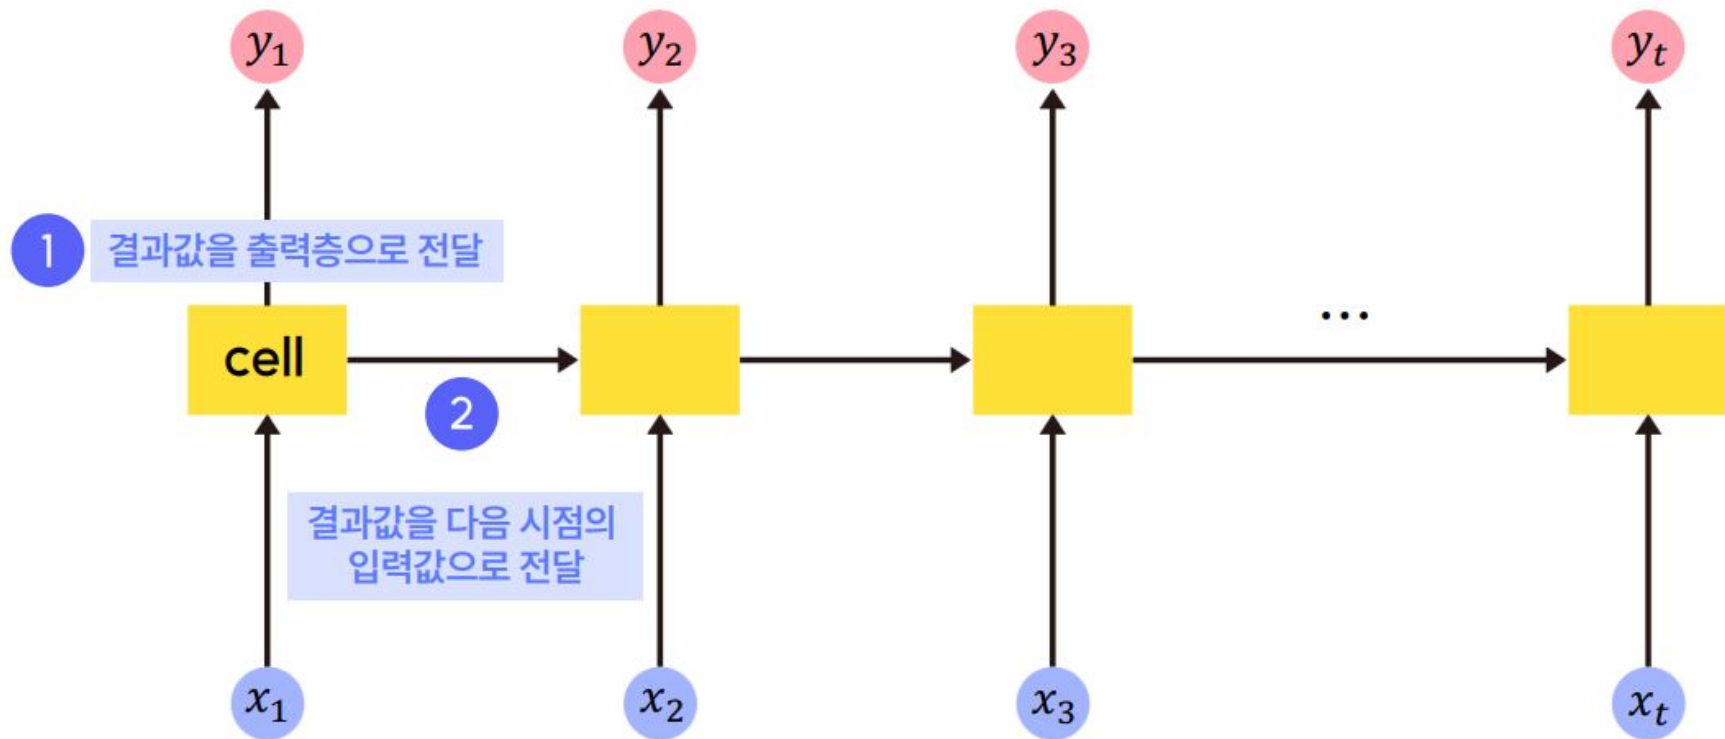 y₁ y₂ y₃ yₜ
1 결과값을 출력층으로 전달
cell
...
2
결과값을 다음 시점의
입력값으로 전달
x₁ x₂ x₃ xₜ